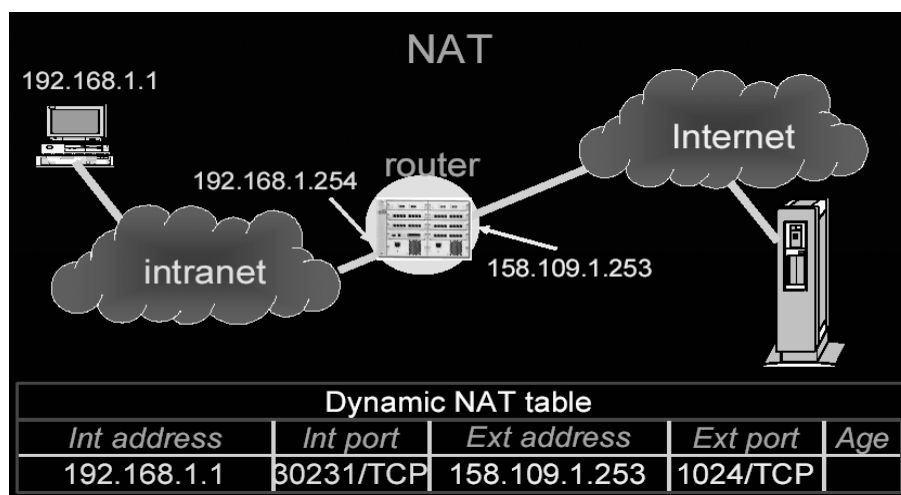 NAT
192.168.1.1
Internet
router
192.168.1.254
158.109.1.253
intranet
Dynamic NAT table
Int address Int port Ext address Ext port Age
192.168.1.1 30231/TCP 158.109.1.253 1024/TCP